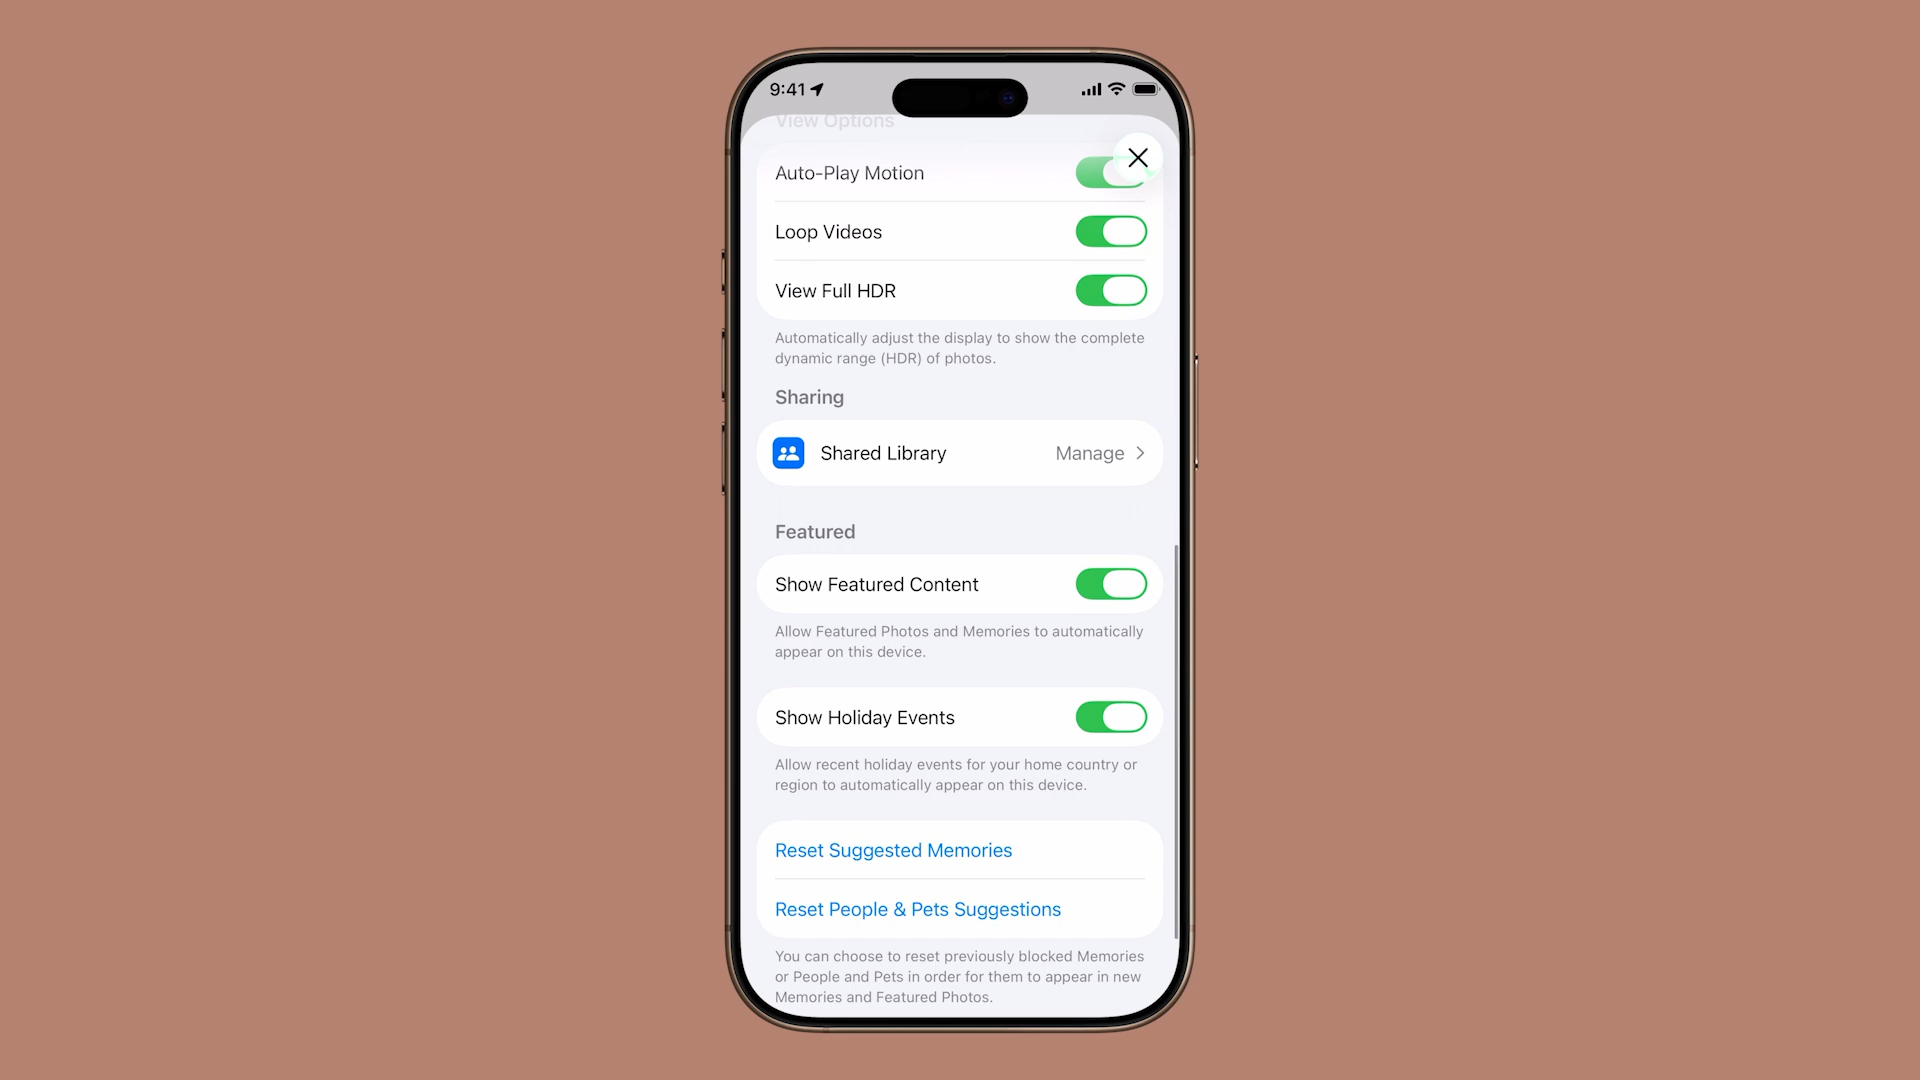 9:41
View Options
Auto-Play Motion
Loop Videos
View Full HDR
Automatically adjust the display to show the complete
dynamic range (HDR) of photos.
Sharing
Shared Library Manage
Featured
Show Featured Content
Allow Featured Photos and Memories to automatically
appear on this device.
Show Holiday Events
Allow recent holiday events for your home country or
region to automatically appear on this device.
Reset Suggested Memories
Reset People & Pets Suggestions
You can choose to reset previously blocked Memories
or People and Pets in order for them to appear in new
Memories and Featured Photos.